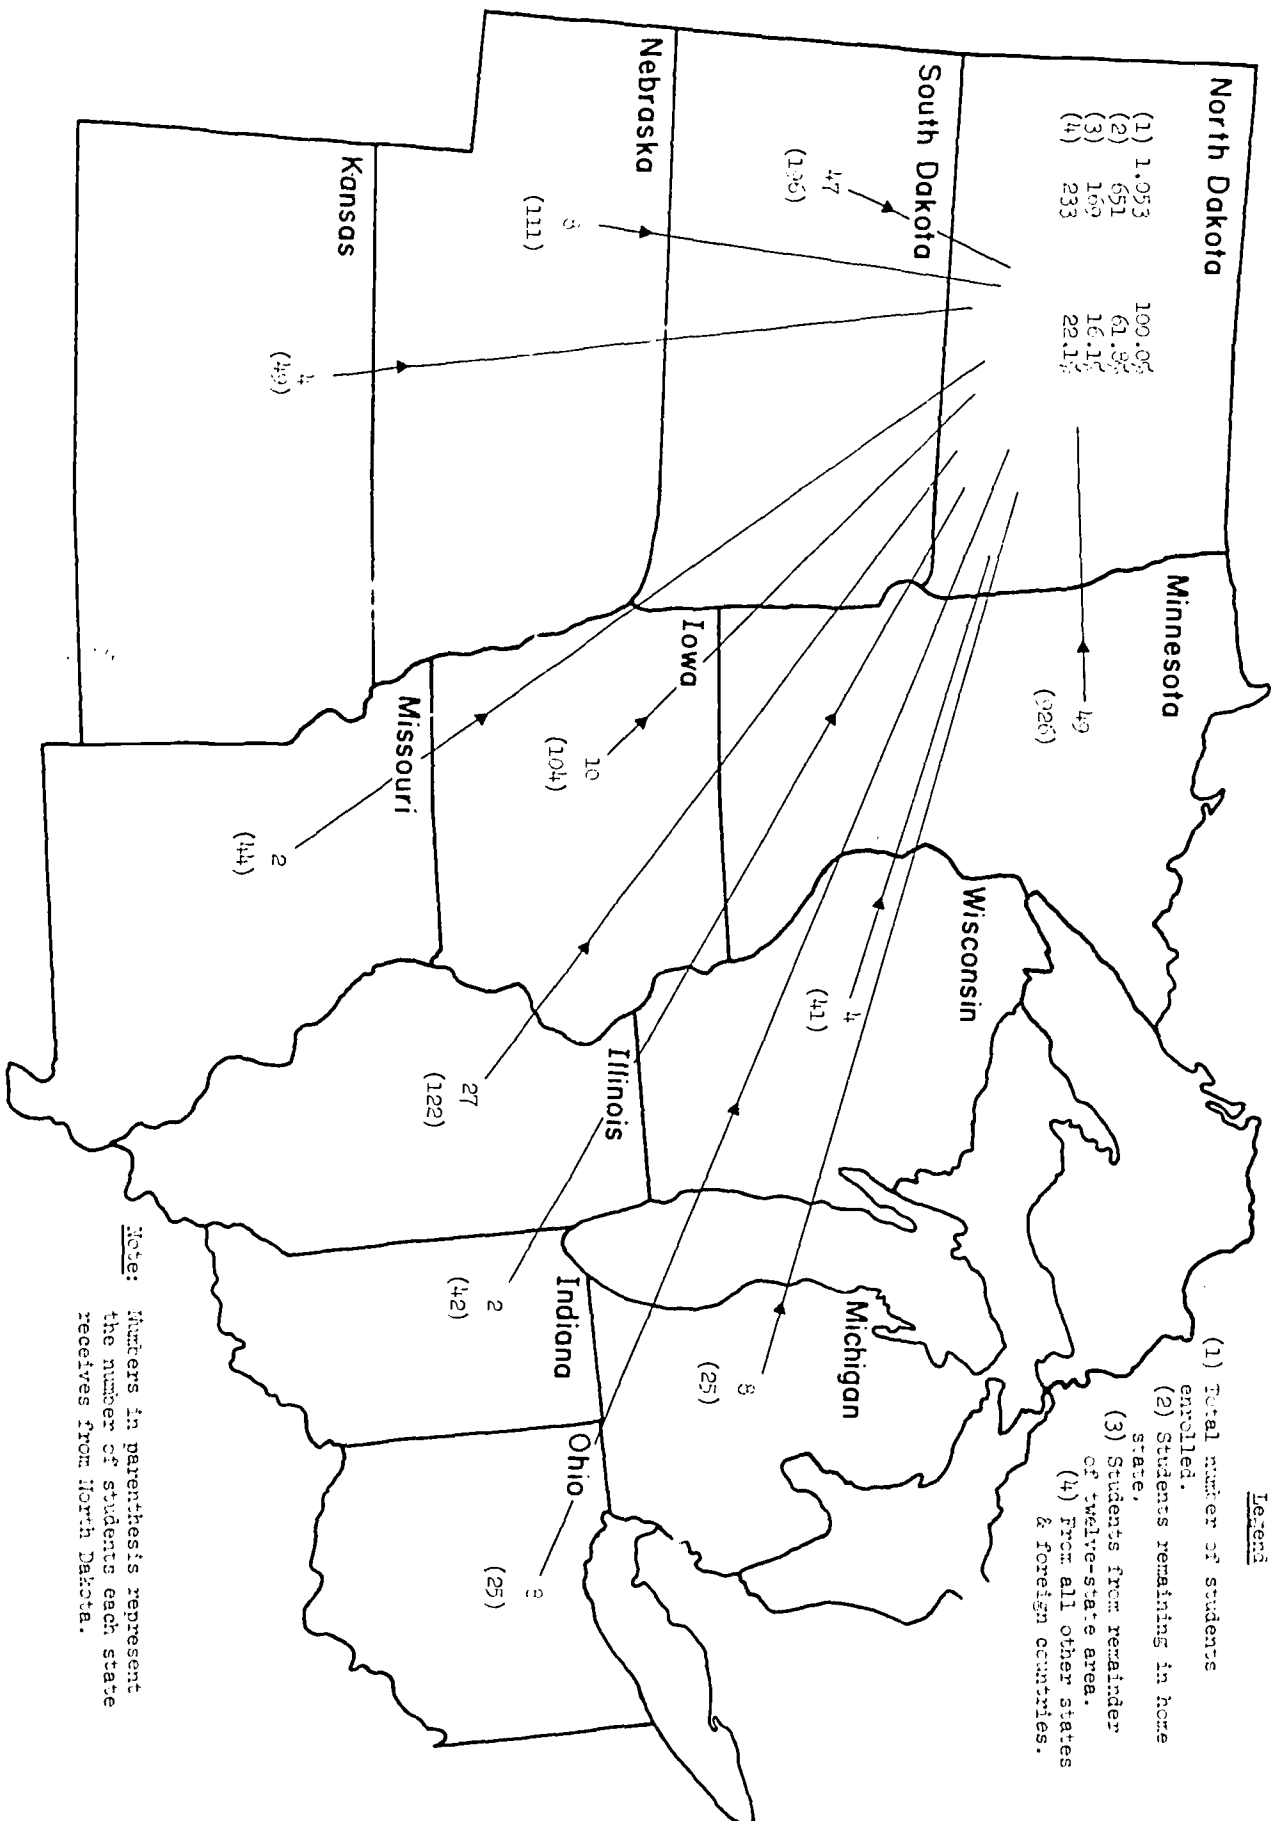 Legend
(1) Total number of students
enrolled.
(2) Students remaining in home
state.
(3) Students from remainder
of twelve-state area.
(4) From all other states
& foreign countries.
North Dakota
(1) 1.053 100.0%
(2) 651 61.8%
(3) 169 16.1%
(4) 233 22.1%
Minnesota
49
(926)
South Dakota
47
Wisconsin
4
(41)
Michigan
8
(25)
Nebraska
8
(111)
Iowa
10
(104)
Illinois
27
(122)
Indiana
2
(42)
Ohio
8
(25)
Kansas
4
(49)
Missouri
2
(44)
Note: Numbers in parenthesis represent
the number of students each state
receives from North Dakota.